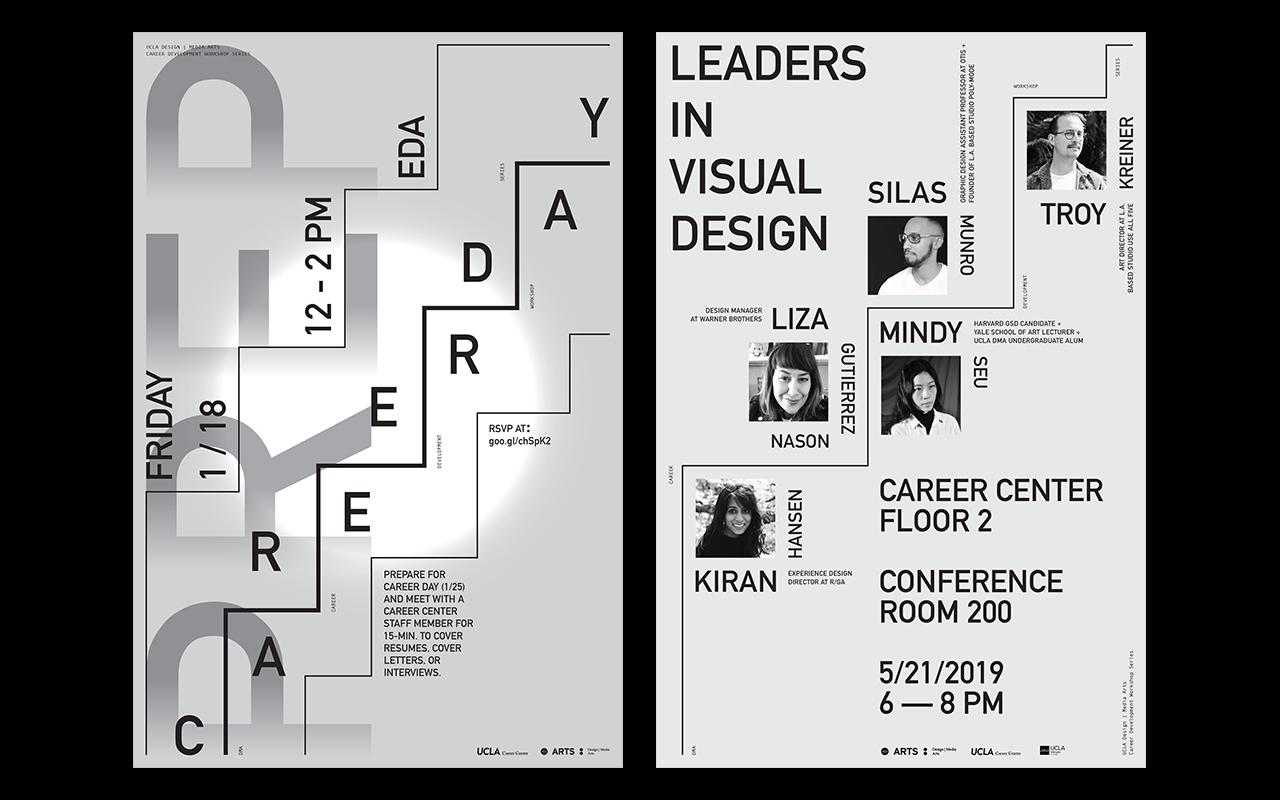 UCLA DESIGN | MEDIA ARTS
CAREER DEVELOPMENT WORKSHOP SERIES
PREP
FRIDAY
1 / 18
12 - 2 PM
EDA
CAREER DAY
DMA
CAREER
DEVELOPMENT
WORKSHOP
SERIES
RSVP AT:
goo.gl/chSpK2
PREPARE FOR
CAREER DAY (1/25)
AND MEET WITH A
CAREER CENTER
STAFF MEMBER FOR
15-MIN. TO COVER
RESUMES, COVER
LETTERS, OR
INTERVIEWS.
UCLA Career Center
ARTS
Design | Media
Arts
LEADERS
IN
VISUAL
DESIGN
SILAS
MUNRO
GRAPHIC DESIGN ASSISTANT PROFESSOR AT OTIS +
FOUNDER OF L.A. BASED STUDIO POLY-MODE
WORKSHOP
SERIES
KREINER
TROY
ART DIRECTOR AT L.A.
BASED STUDIO USE ALL FIVE
DESIGN MANAGER
AT WARNER BROTHERS
LIZA
GUTIERREZ
NASON
DEVELOPMENT
MINDY
SEU
HARVARD GSD CANDIDATE +
YALE SCHOOL OF ART LECTURER +
UCLA DMA UNDERGRADUATE ALUM
CAREER
KIRAN
HANSEN
EXPERIENCE DESIGN
DIRECTOR AT R/GA
DMA
CAREER CENTER
FLOOR 2
CONFERENCE
ROOM 200
5/21/2019
6 — 8 PM
ARTS
Design | Media
Arts
UCLA Career Center
UCLA
UCLA Design | Media Arts
Career Development Workshop Series